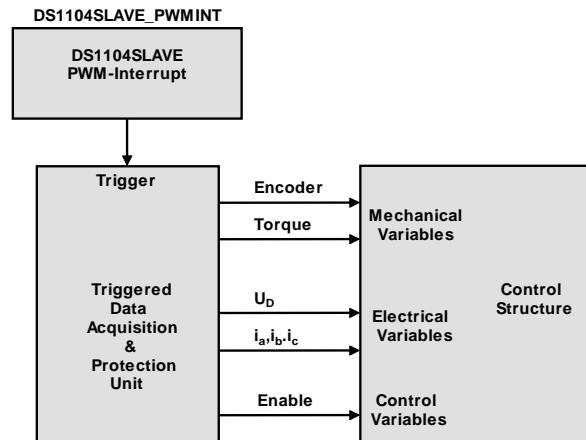 DS1104SLAVE_PWMINT
DS1104SLAVE
PWM-Interrupt
Trigger
Triggered
Data
Acquisition
&
Protection
Unit
Encoder
Torque
U_D
i_a,i_b.i_c
Enable
Mechanical
Variables
Electrical
Variables
Control
Variables
Control
Structure